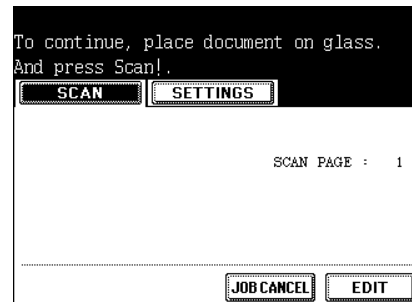 To continue, place document on glass.
And press Scan!.
SCAN SETTINGS
SCAN PAGE : 1
JOB CANCEL EDIT